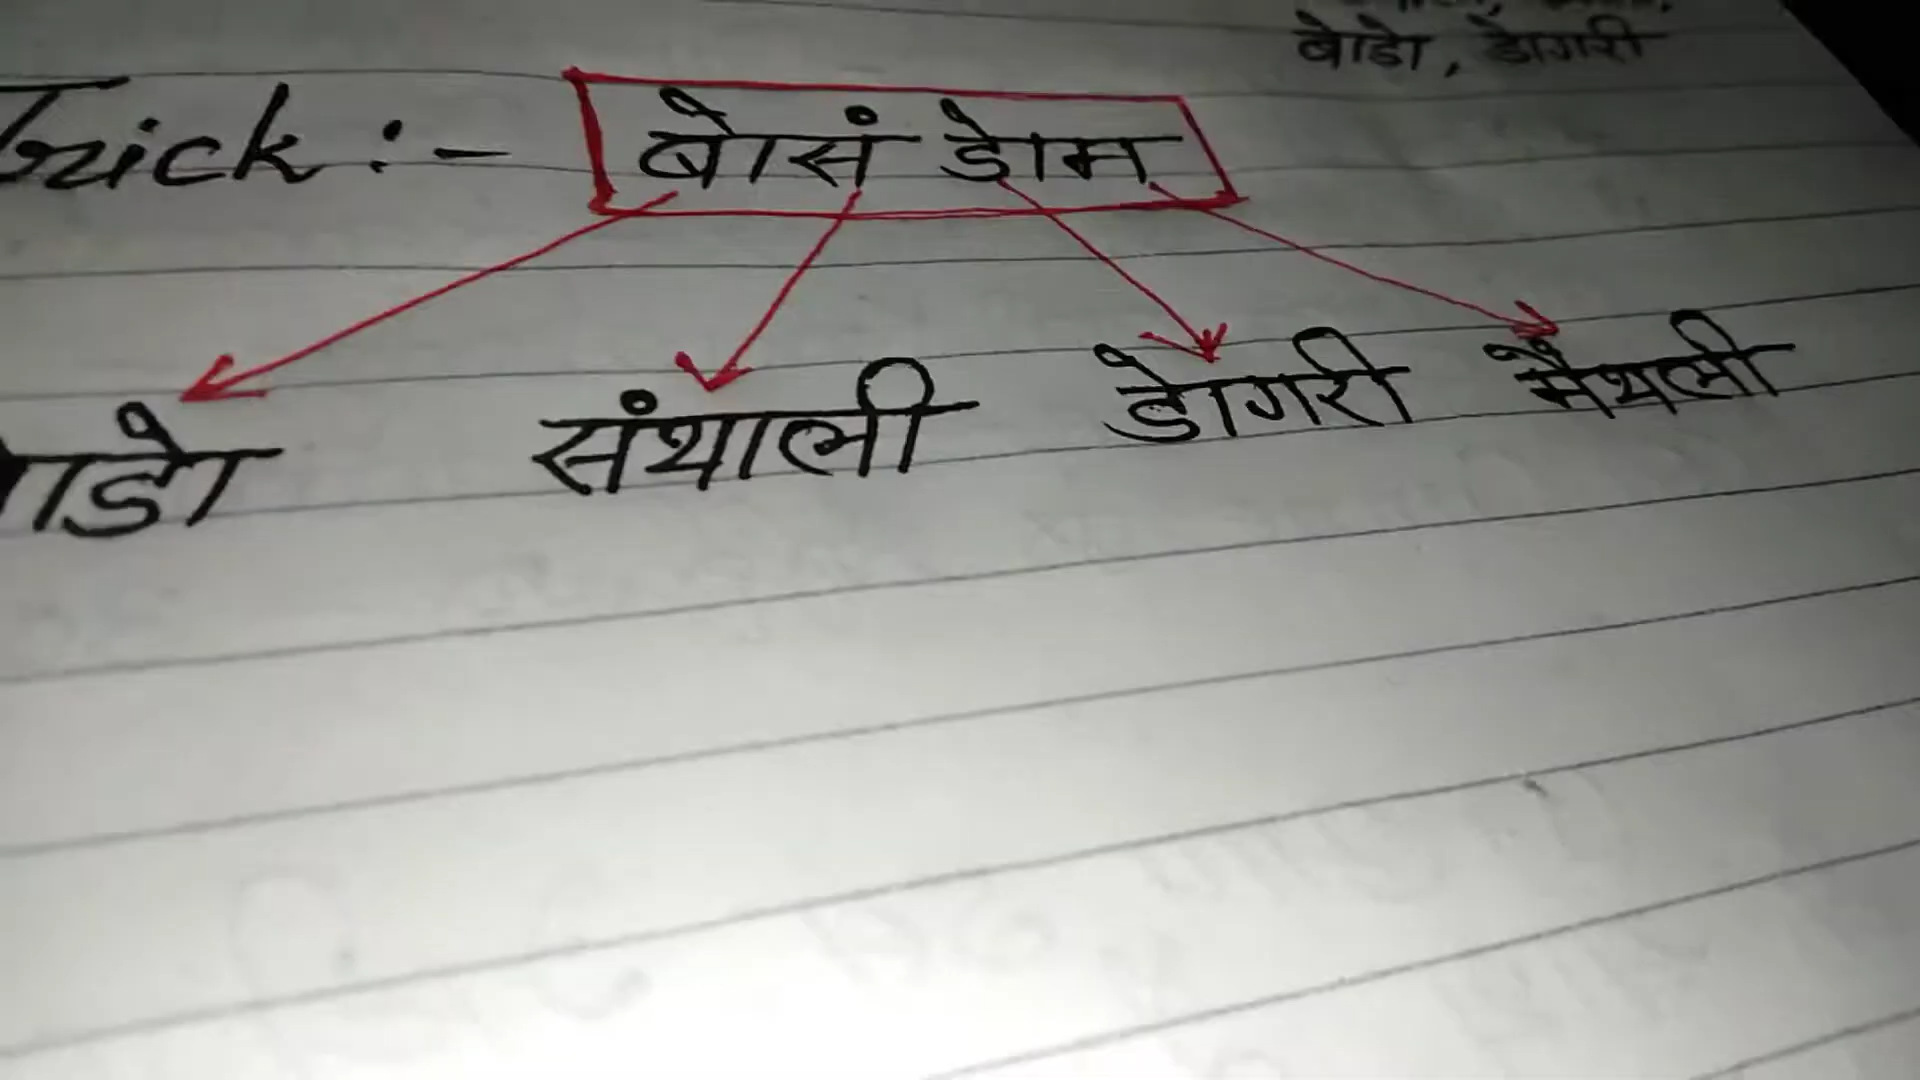 बोडो, डोगरी
Trick :- बोसं डोम
संथाली डोगरी मैथली